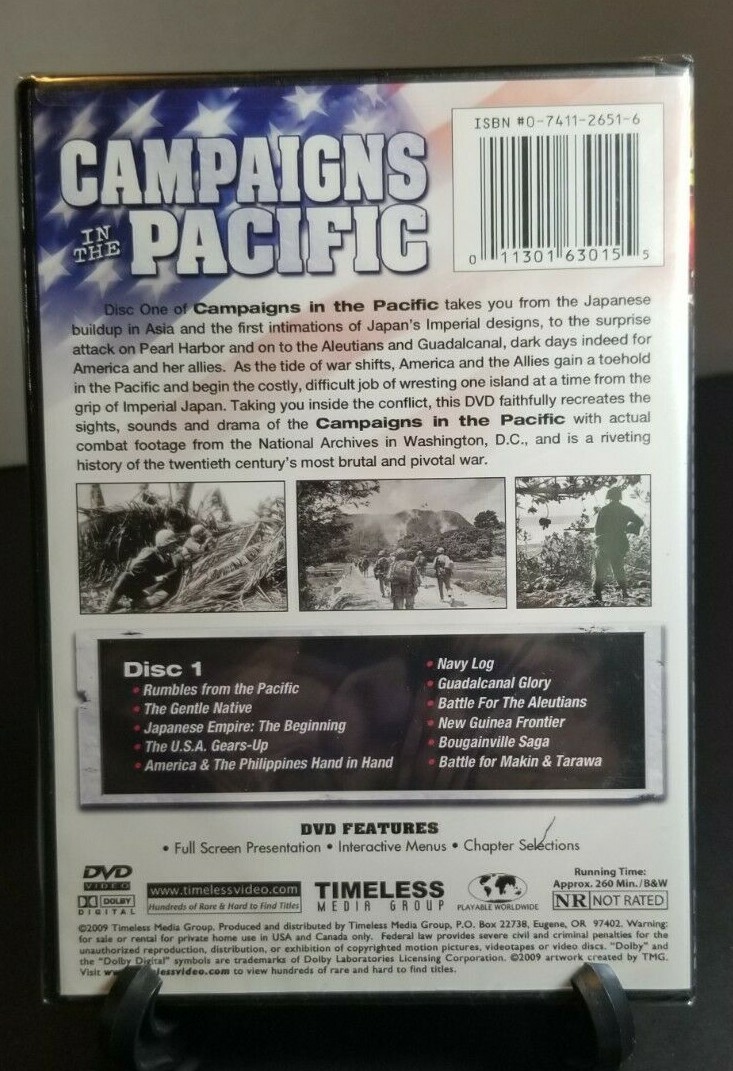 CAMPAIGNS
IN THE
PACIFIC
ISBN #0-7411-2651-6
0 11301 63015 5
Disc One of Campaigns in the Pacific takes you from the Japanese
buildup in Asia and the first intimations of Japan's Imperial designs, to the surprise
attack on Pearl Harbor and on to the Aleutians and Guadalcanal, dark days indeed for
America and her allies. As the tide of war shifts, America and the Allies gain a toehold
in the Pacific and begin the costly, difficult job of wresting one island at a time from the
grip of Imperial Japan. Taking you inside the conflict, this DVD faithfully recreates the
sights, sounds and drama of the Campaigns in the Pacific with actual
combat footage from the National Archives in Washington, D.C., and is a riveting
history of the twentieth century's most brutal and pivotal war.
Disc 1
• Rumbles from the Pacific
• The Gentle Native
• Japanese Empire: The Beginning
• The U.S.A. Gears-Up
• America & The Philippines Hand in Hand
• Navy Log
• Guadalcanal Glory
• Battle For The Aleutians
• New Guinea Frontier
• Bougainville Saga
• Battle for Makin & Tarawa
DVD FEATURES
• Full Screen Presentation • Interactive Menus • Chapter Selections
DVD
VIDEO
DOLBY
DIGITAL
www.timelessvideo.com
Hundreds of Rare & Hard to Find Titles
TIMELESS
MEDIA GROUP
PLAYABLE WORLDWIDE
Running Time:
Approx. 260 Min./B&W
NR NOT RATED
©2009 Timeless Media Group. Produced and distributed by Timeless Media Group, P.O. Box 22738, Eugene, OR 97402. Warning:
for sale or rental for private home use in USA and Canada only. Federal law provides severe civil and criminal penalties for the
unauthorized reproduction, distribution, or exhibition of copyrighted motion pictures, videotapes or video discs. "Dolby" and
the "Dolby Digital" symbols are trademarks of Dolby Laboratories Licensing Corporation. ©2009 artwork created by TMG.
Visit lessvideo.com to view hundreds of rare and hard to find titles.